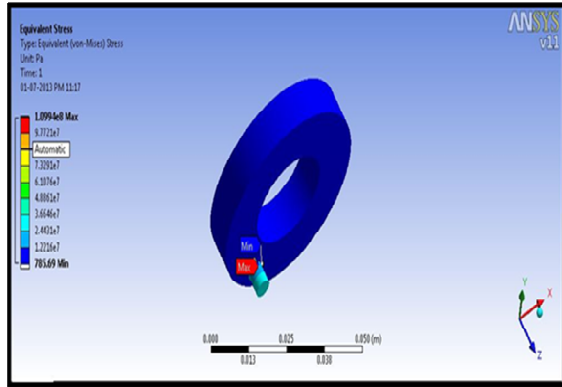 Equivalent Stress
Type: Equivalent (von-Mises) Stress
Unit: Pa
Time: 1
01-07-2013 PM 11:17
ANSYS
v11
1.0994e8 Max
9.7721e7
Automatic
7.3291e7
6.1076e7
4.8861e7
3.6646e7
2.4431e7
1.2216e7
785.69 Min
Min
Max
0.000
0.025
0.050 (m)
0.013
0.038
Y
X
Z